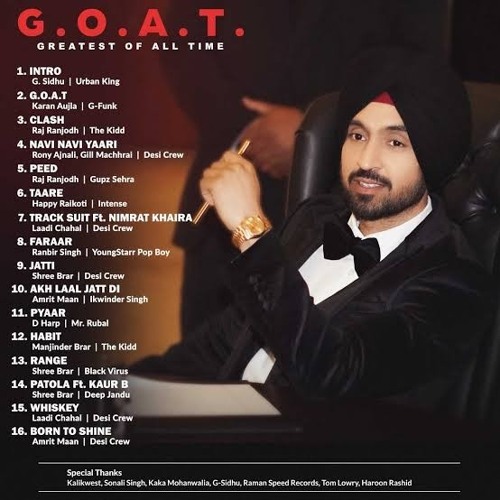 G.O.A.T.
GREATEST OF ALL TIME
1. INTRO
G. Sidhu | Urban King
2. G.O.A.T
Karan Aujla | G-Funk
3. CLASH
Raj Ranjodh | The Kidd
4. NAVI NAVI YAARI
Rony Ajnali, Gill Machhrai | Desi Crew
5. PEED
Raj Ranjodh | Gupz Sehra
6. TAARE
Happy Raikoti | Intense
7. TRACK SUIT Ft. NIMRAT KHAIRA
Laadi Chahal | Desi Crew
8. FARAAR
Ranbir Singh | YoungStarr Pop Boy
9. JATTI
Shree Brar | Desi Crew
10. AKH LAAL JATT DI
Amrit Maan | Ikwinder Singh
11. PYAAR
D Harp | Mr. Rubal
12. HABIT
Manjinder Brar | The Kidd
13. RANGE
Shree Brar | Black Virus
14. PATOLA Ft. KAUR B
Shree Brar | Deep Jandu
15. WHISKEY
Laadi Chahal | Desi Crew
16. BORN TO SHINE
Amrit Maan | Desi Crew
Special Thanks
Kalikwest, Sonali Singh, Kaka Mohanwalia, G-Sidhu, Raman Speed Records, Tom Lowry, Haroon Rashid